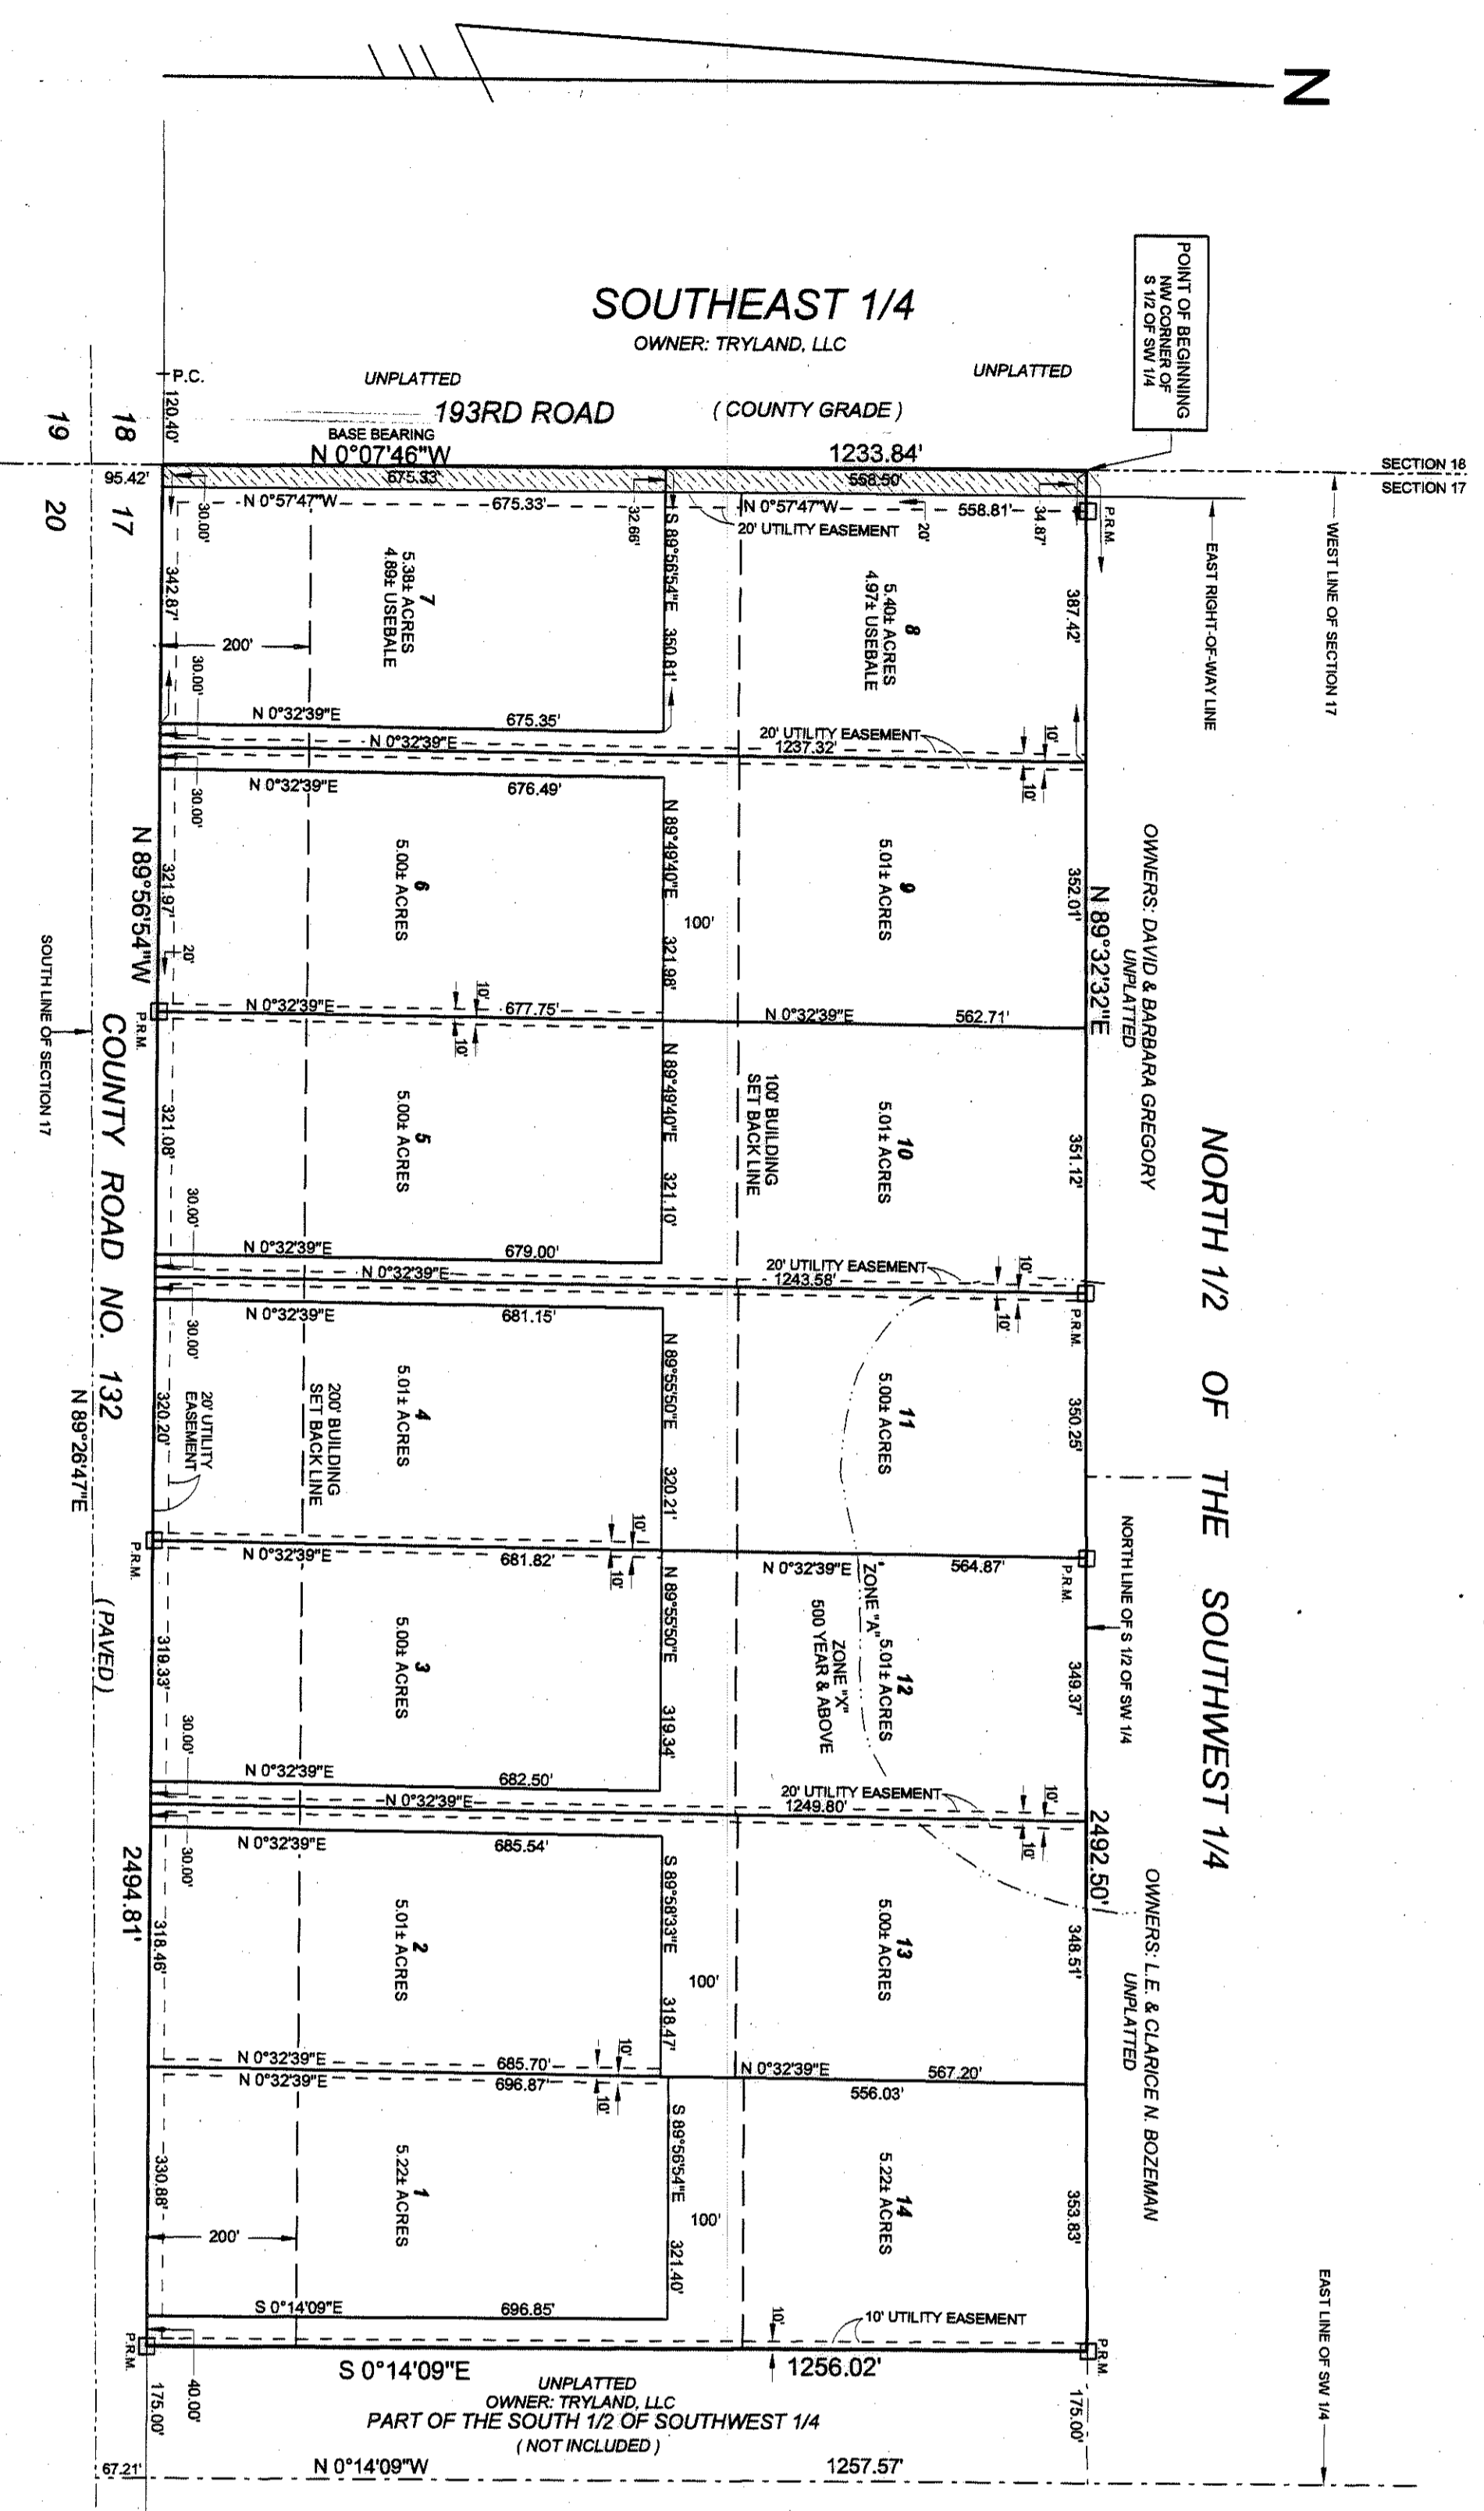 N
POINT OF BEGINNING
NW CORNER OF
S 1/2 OF SW 1/4
SOUTHEAST 1/4
OWNER: TRYLAND, LLC
UNPLATTED
UNPLATTED
P.C.
120.40'
193RD ROAD
( COUNTY GRADE )
BASE BEARING
N 0°07'46"W
1233.84'
SECTION 18
SECTION 17
18
17
19
20
95.42'
675.33'
558.50'
N 0°57'47"W
675.33'
N 0°57'47"W
558.81'
30.00'
32.66'
20'
34.87'
P.R.M.
20' UTILITY EASEMENT
WEST LINE OF SECTION 17
EAST RIGHT-OF-WAY LINE
342.87'
7
5.38± ACRES
4.89± USEBALE
S 89°56'54"E 350.81'
8
5.40± ACRES
4.97± USEBALE
387.42'
200'
30.00'
N 0°32'39"E
675.35'
N 0°32'39"E
20' UTILITY EASEMENT
1237.32'
10'
10'
N 0°32'39"E
676.49'
30.00'
N 89°56'54"W
321.97'
20'
6
5.00± ACRES
N 89°49'40"E 321.98'
100'
9
5.01± ACRES
352.01'
N 89°32'32"E
OWNERS: DAVID & BARBARA GREGORY
UNPLATTED
SOUTH LINE OF SECTION 17
P.R.M.
N 0°32'39"E
677.75'
10'
10'
N 0°32'39"E
562.71'
COUNTY ROAD NO. 132
N 89°26'47"E
( PAVED )
321.08'
5
5.00± ACRES
N 89°49'40"E 321.10'
100' BUILDING
SET BACK LINE
10
5.01± ACRES
351.12'
NORTH 1/2 OF THE SOUTHWEST 1/4
30.00'
N 0°32'39"E
679.00'
N 0°32'39"E
20' UTILITY EASEMENT
1243.58'
10'
10'
P.R.M.
N 0°32'39"E
681.15'
30.00'
320.20'
20' UTILITY
EASEMENT
200' BUILDING
SET BACK LINE
4
5.01± ACRES
N 89°55'50"E 320.21'
11
5.00± ACRES
350.25'
NORTH LINE OF S 1/2 OF SW 1/4
P.R.M.
N 0°32'39"E
681.82'
10'
10'
N 0°32'39"E
564.87'
P.R.M.
319.33'
3
5.00± ACRES
N 89°55'50"E 319.34'
ZONE "A"
12
5.01± ACRES
ZONE "X"
500 YEAR & ABOVE
349.37'
30.00'
N 0°32'39"E
682.50'
N 0°32'39"E
20' UTILITY EASEMENT
1249.80'
10'
10'
2492.50'
N 0°32'39"E
685.54'
30.00'
2494.81'
318.46'
2
5.01± ACRES
S 89°58'33"E 318.47'
100'
13
5.00± ACRES
348.51'
OWNERS: L.E. & CLARICE N. BOZEMAN
UNPLATTED
N 0°32'39"E
685.70'
N 0°32'39"E
696.87'
10'
10'
N 0°32'39"E
567.20'
556.03'
330.88'
1
5.22± ACRES
S 89°56'54"E 321.40'
100'
14
5.22± ACRES
353.83'
200'
S 0°14'09"E
696.85'
10'
10' UTILITY EASEMENT
EAST LINE OF SW 1/4
P.R.M.
40.00'
175.00'
S 0°14'09"E
1256.02'
P.R.M.
175.00'
UNPLATTED
OWNER: TRYLAND, LLC
PART OF THE SOUTH 1/2 OF SOUTHWEST 1/4
( NOT INCLUDED )
67.21'
N 0°14'09"W
1257.57'